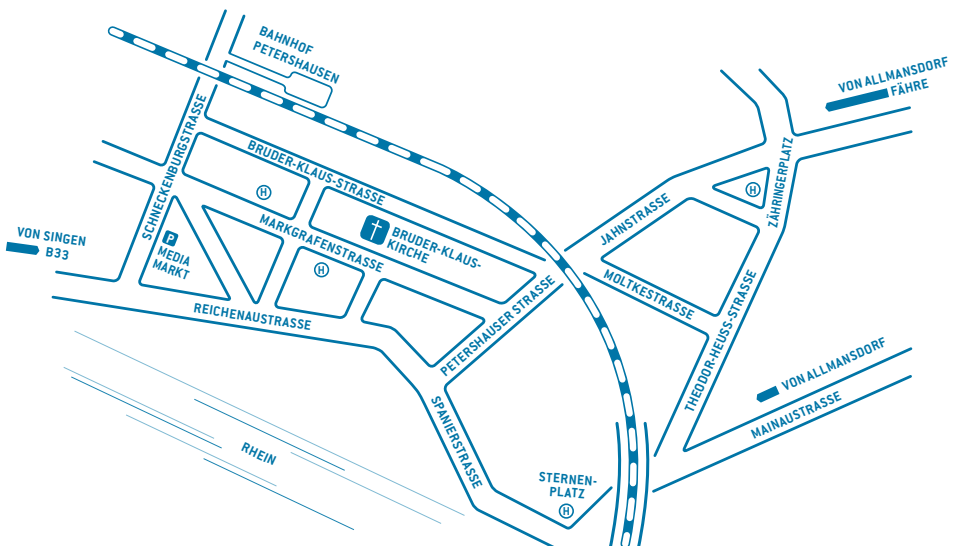 BAHNHOF
PETERSHAUSEN
VON ALLMANSDORF
FÄHRE
SCHNECKENBURGSTRASSE
BRUDER-KLAUS-STRASSE
H
H
ZÄHRINGERPLATZ
JAHNSTRASSE
MARKGRAFENSTRASSE
BRUDER-KLAUS-
KIRCHE
VON SINGEN
B33
P
MEDIA
MARKT
H
MOLTKESTRASSE
REICHENAUSTRASSE
PETERSHAUSER STRASSE
THEODOR-HEUSS-STRASSE
VON ALLMANSDORF
MAINAUSTRASSE
SPANIERSTRASSE
RHEIN
STERNEN-
PLATZ
H